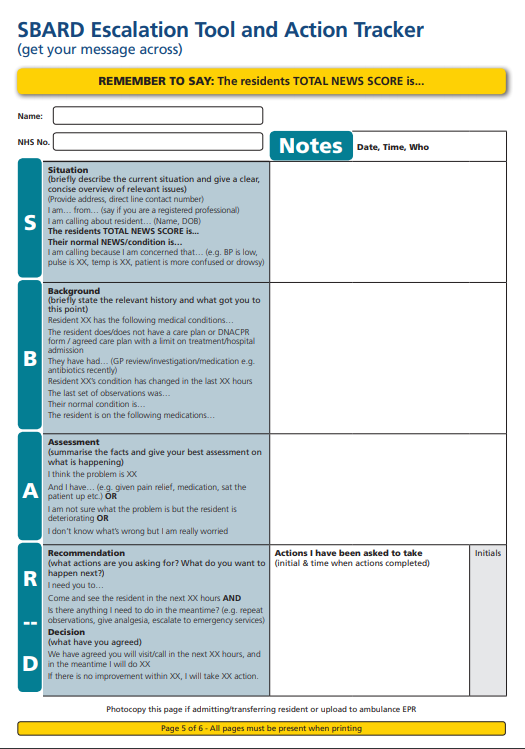 SBARD Escalation Tool and Action Tracker
(get your message across)
REMEMBER TO SAY: The residents TOTAL NEWS SCORE is...
Name:
NHS No.
Notes
Date, Time, Who
S
Situation
(briefly describe the current situation and give a clear,
concise overview of relevant issues)
(Provide address, direct line contact number)
I am… from… (say if you are a registered professional)
I am calling about resident… (Name, DOB)
The residents TOTAL NEWS SCORE is...
Their normal NEWS/condition is…
I am calling because I am concerned that… (e.g. BP is low,
pulse is XX, temp is XX, patient is more confused or drowsy)
B
Background
(briefly state the relevant history and what got you to
this point)
Resident XX has the following medical conditions…
The resident does/does not have a care plan or DNACPR
form / agreed care plan with a limit on treatment/hospital
admission
They have had… (GP review/investigation/medication e.g.
antibiotics recently)
Resident XX's condition has changed in the last XX hours
The last set of observations was…
Their normal condition is…
The resident is on the following medications…
A
Assessment
(summarise the facts and give your best assessment on
what is happening)
I think the problem is XX
And I have… (e.g. given pain relief, medication, sat the
patient up etc.) OR
I am not sure what the problem is but the resident is
deteriorating OR
I don't know what's wrong but I am really worried
R
--
D
Recommendation
(what actions are you asking for? What do you want to
happen next?)
I need you to…
Come and see the resident in the next XX hours AND
Is there anything I need to do in the meantime? (e.g. repeat
observations, give analgesia, escalate to emergency services)
Decision
(what have you agreed)
We have agreed you will visit/call in the next XX hours, and
in the meantime I will do XX
If there is no improvement within XX, I will take XX action.
Actions I have been asked to take
(initial & time when actions completed)
Initials
Photocopy this page if admitting/transferring resident or upload to ambulance EPR
Page 5 of 6 - All pages must be present when printing